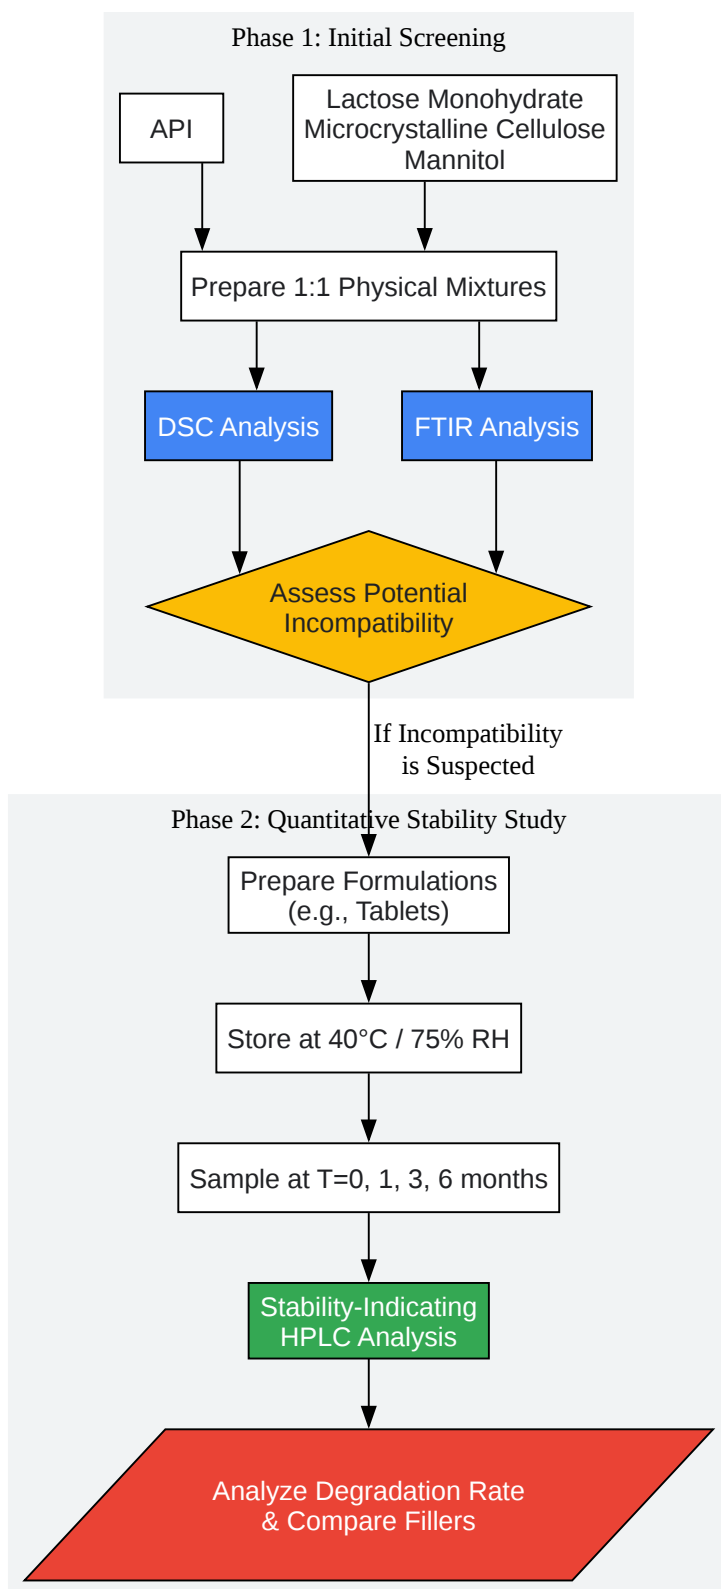 Phase 1: Initial Screening
API
Lactose Monohydrate
Microcrystalline Cellulose
Mannitol
Prepare 1:1 Physical Mixtures
DSC Analysis
FTIR Analysis
Assess Potential
Incompatibility
If Incompatibility
is Suspected
Phase 2: Quantitative Stability Study
Prepare Formulations
(e.g., Tablets)
Store at 40°C / 75% RH
Sample at T=0, 1, 3, 6 months
Stability-Indicating
HPLC Analysis
Analyze Degradation Rate
& Compare Fillers